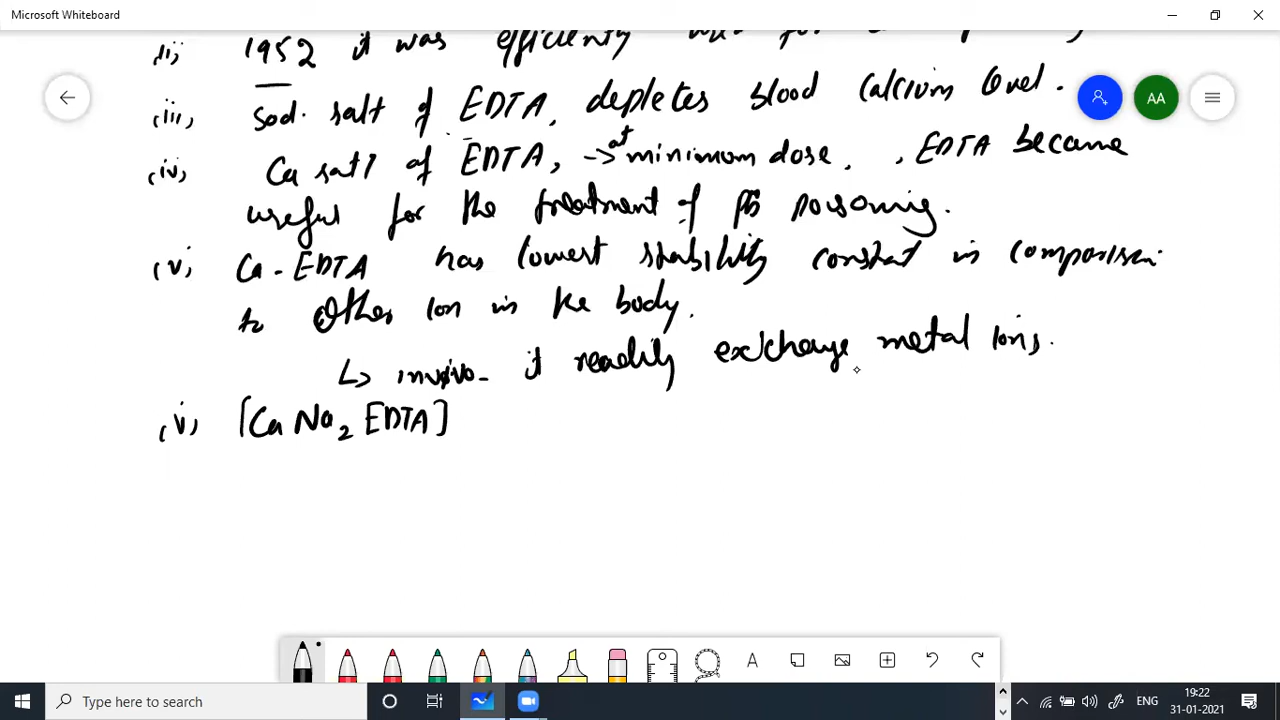 Microsoft Whiteboard
(ii) 1952 it was efficiently used for
(iii) Sod. salt of EDTA, depletes blood calcium level.
AA
(iv) Ca salt of EDTA, → at minimum dose, , EDTA became
useful for the treatment of Pb poisoning.
(v) Ca - EDTA has lowest stability constant in comparison
to other Ion in the body.
↳ invivo - it readily exchange metal Ions.
(v) [Ca Na2 EDTA]
Type here to search
ENG
19:22
31-01-2021